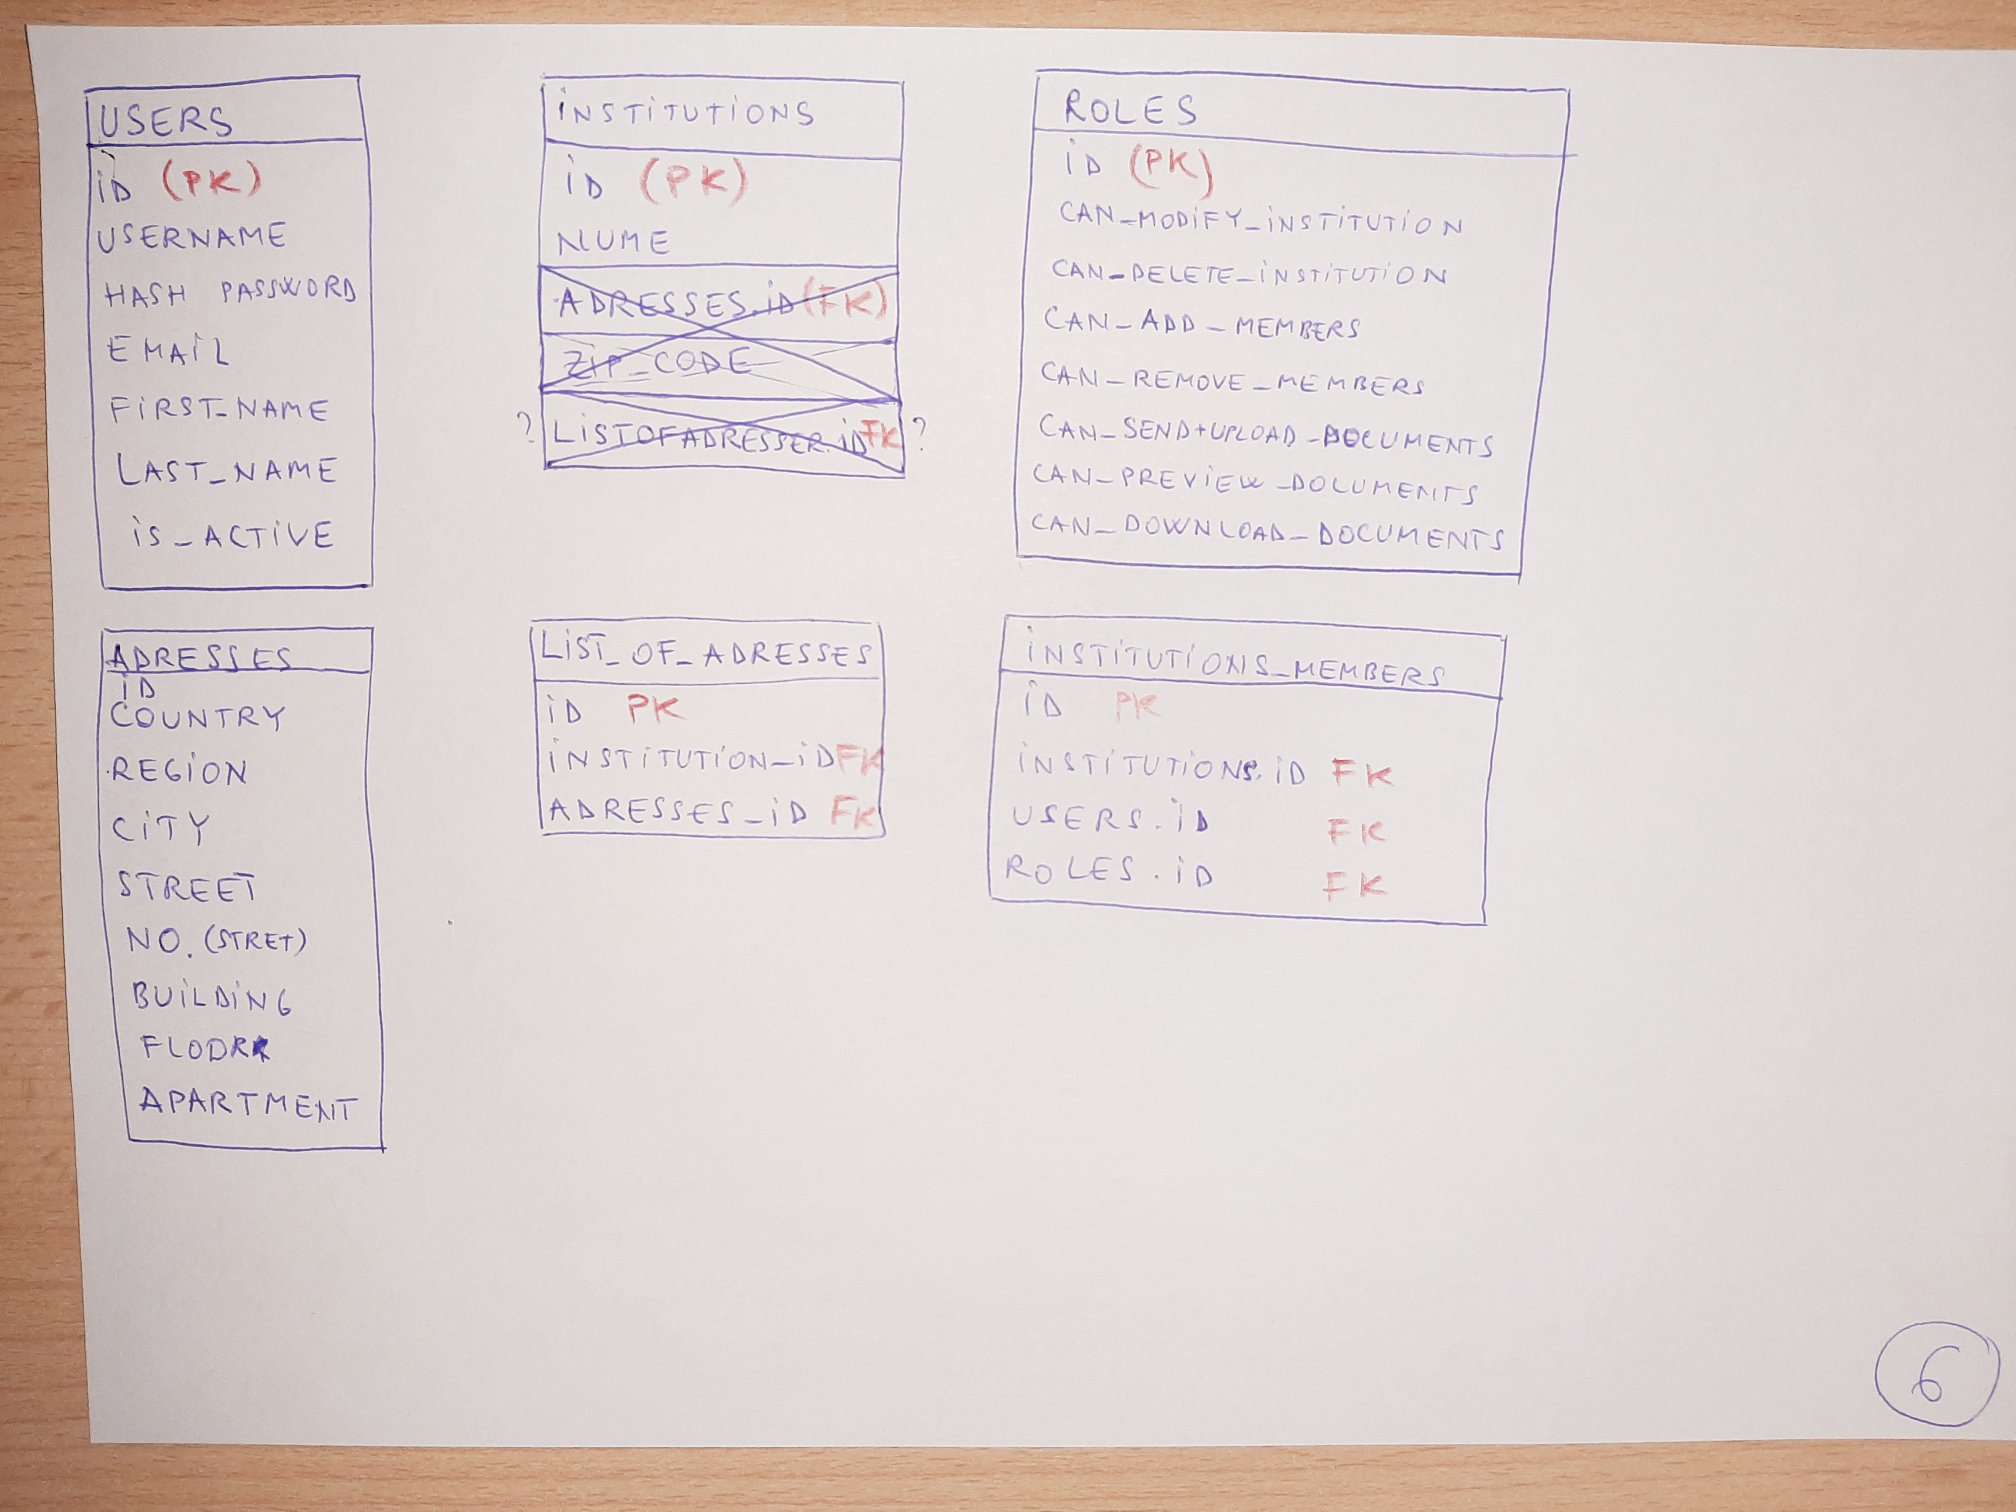 USERS
iD (PK)
USERNAME
HASH PASSWORD
EMAiL
FiRST_NAME
LAST_NAME
iS_ACTiVE
iNSTiTUTiONS
iD (PK)
NUME
ADRESSES.iD (FK)
ZiP_CODE
? LiSTOFADRESSER.iD FK ?
ROLES
iD (PK)
CAN_MODiFY_iNSTiTUTiON
CAN_DELETE_iNSTiTUTiON
CAN_ADD_MEMBERS
CAN_REMOVE_MEMBERS
CAN_SEND+UPLOAD_DOCUMENTS
CAN_PREViEW_DOCUMENTS
CAN_DOWNLOAD_DOCUMENTS
ADRESSES
iD
COUNTRY
REGiON
CiTY
STREET
NO. (STRET)
BUiLDiNG
FLOOR
APARTMENT
LiST_OF_ADRESSES
iD PK
iNSTiTUTiON_iD FK
ADRESSES_iD FK
iNSTiTUTiONS_MEMBERS
iD PK
iNSTiTUTiONS.iD FK
USERS.iD FK
ROLES.iD FK
6